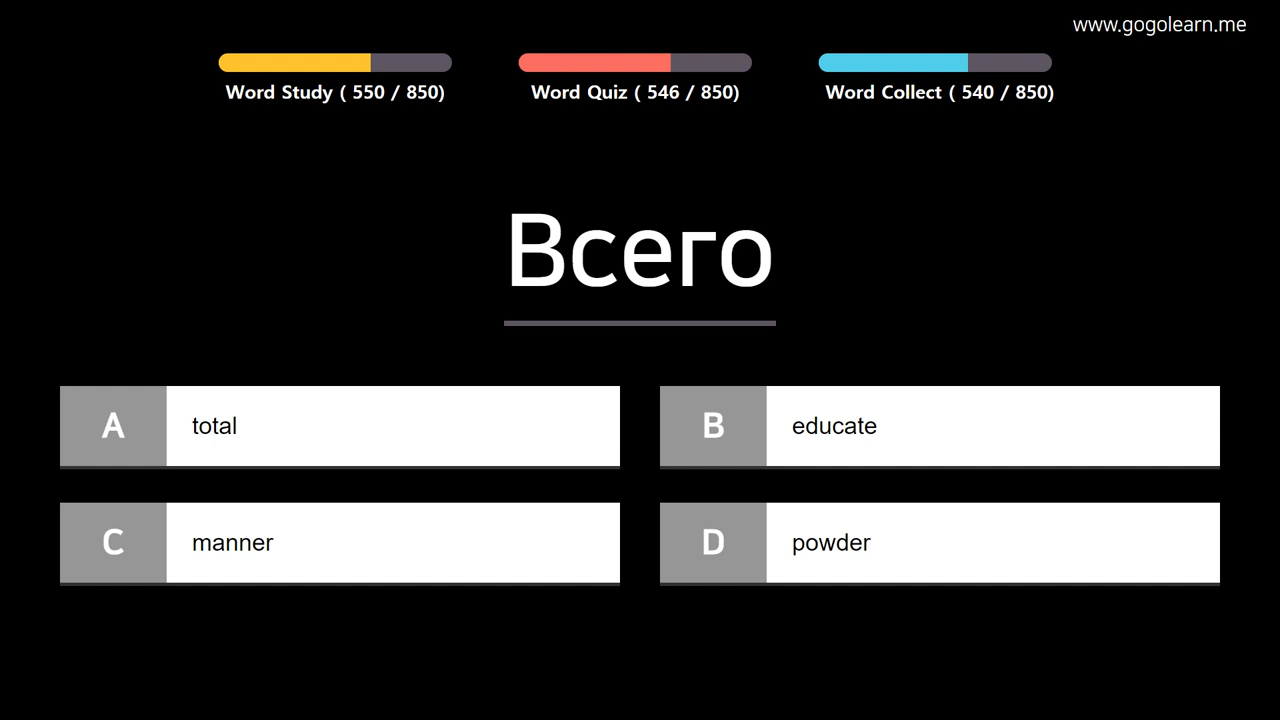 www.gogolearn.me
Word Study ( 550 / 850)
Word Quiz ( 546 / 850)
Word Collect ( 540 / 850)
Всего
A total
B educate
C manner
D powder